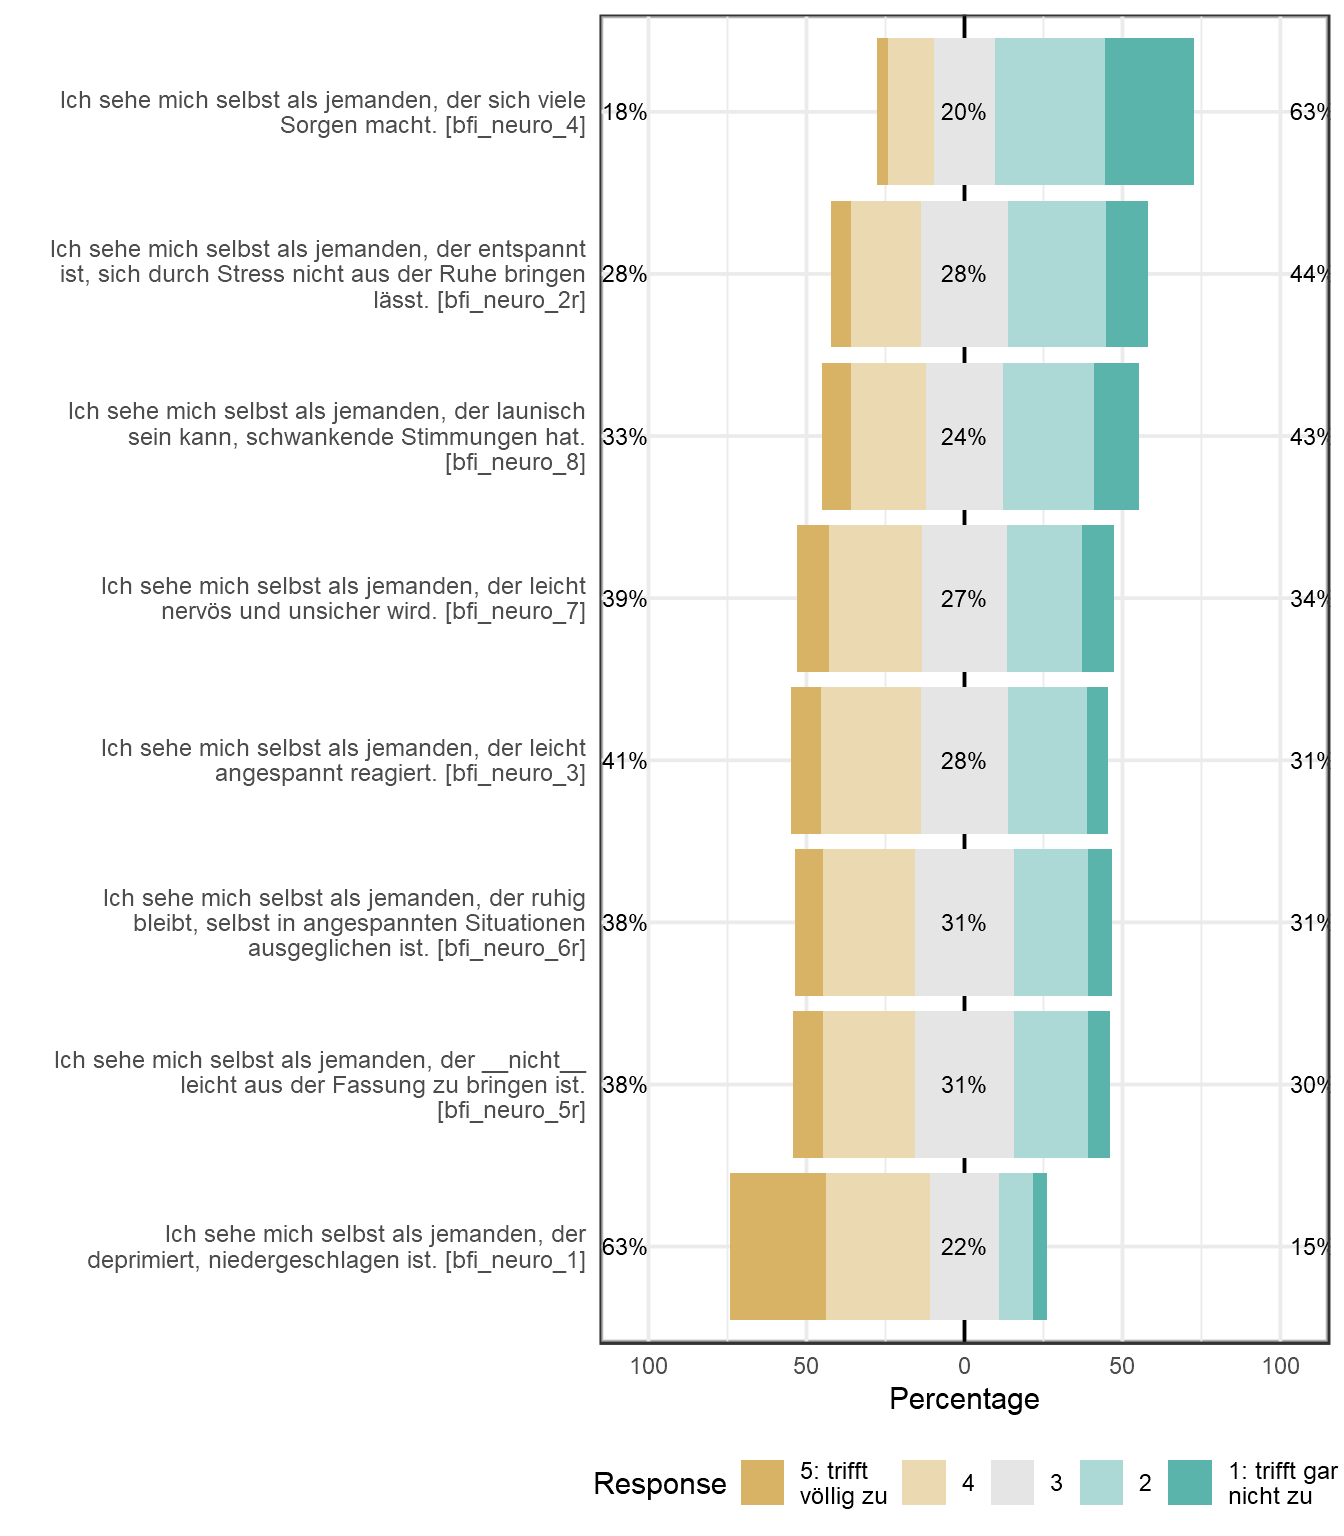 Ich sehe mich selbst als jemanden, der sich viele
Sorgen macht. [bfi_neuro_4]
18% 20% 63%
Ich sehe mich selbst als jemanden, der entspannt
ist, sich durch Stress nicht aus der Ruhe bringen
lässt. [bfi_neuro_2r]
28% 28% 44%
Ich sehe mich selbst als jemanden, der launisch
sein kann, schwankende Stimmungen hat.
[bfi_neuro_8]
33% 24% 43%
Ich sehe mich selbst als jemanden, der leicht
nervös und unsicher wird. [bfi_neuro_7]
39% 27% 34%
Ich sehe mich selbst als jemanden, der leicht
angespannt reagiert. [bfi_neuro_3]
41% 28% 31%
Ich sehe mich selbst als jemanden, der ruhig
bleibt, selbst in angespannten Situationen
ausgeglichen ist. [bfi_neuro_6r]
38% 31% 31%
Ich sehe mich selbst als jemanden, der __nicht__
leicht aus der Fassung zu bringen ist.
[bfi_neuro_5r]
38% 31% 30%
Ich sehe mich selbst als jemanden, der
deprimiert, niedergeschlagen ist. [bfi_neuro_1]
63% 22% 15%
100 50 0 50 100
Percentage
Response
5: trifft
völlig zu
4
3
2
1: trifft gar
nicht zu